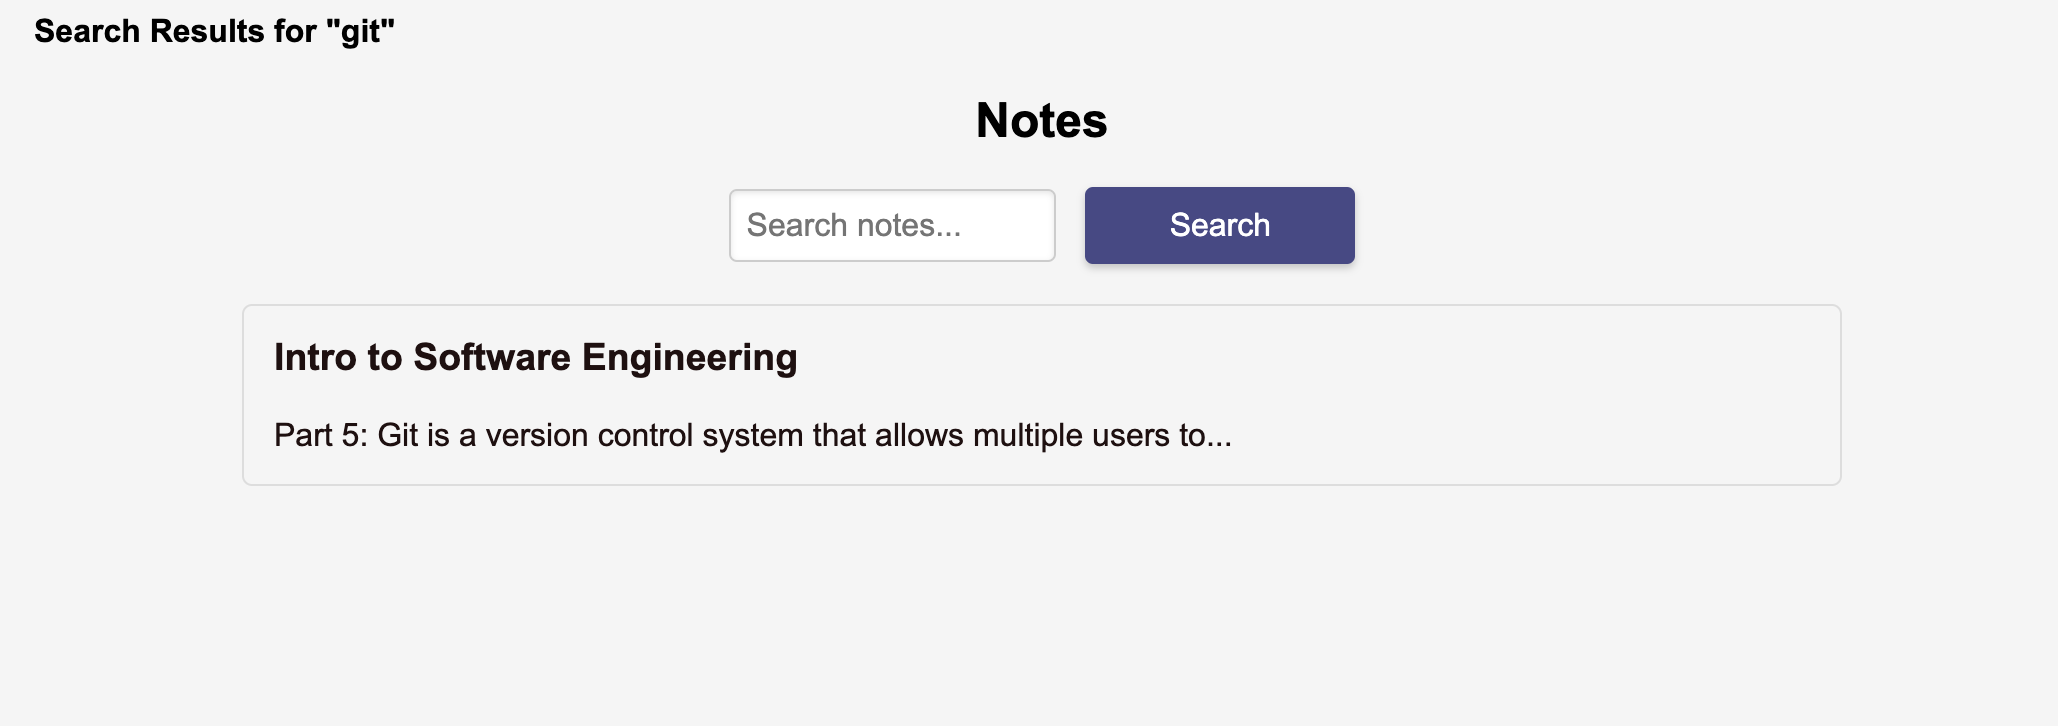 Search Results for "git"
Notes
Search notes...
Search
Intro to Software Engineering
Part 5: Git is a version control system that allows multiple users to...